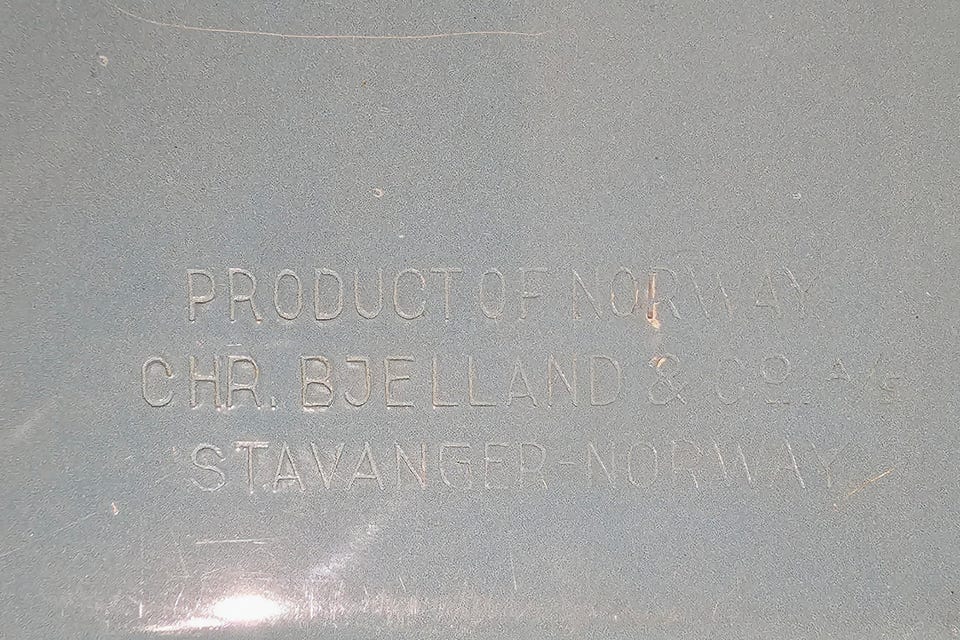 PRODUCT OF NORWAY
CHR. BJELLAND & CO. A/S
STAVANGER-NORWAY